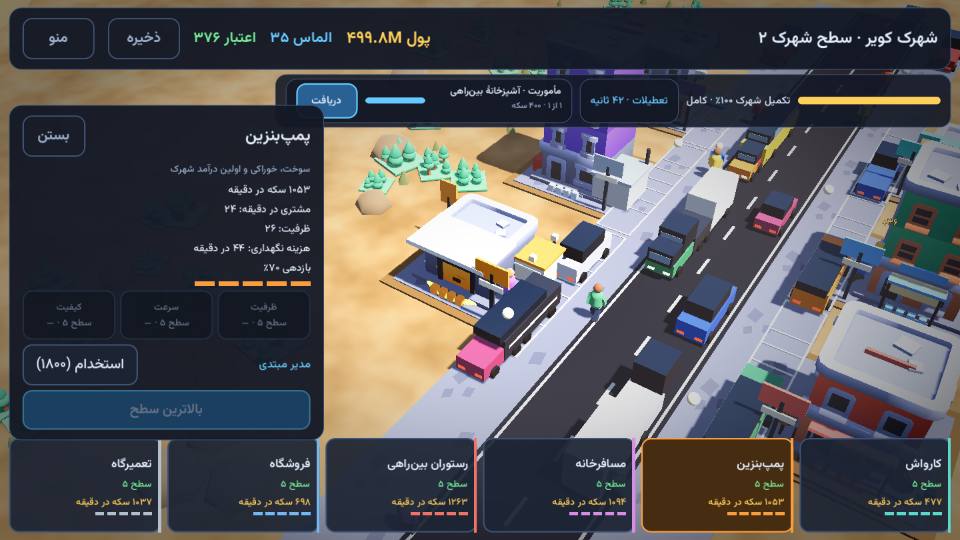 شهرک کویر · سطح شهرک ۲
پول ۴۹۹.۸M
الماس ۳۵
اعتبار ۳۷۶
ذخیره
منو
تکمیل شهرک ۱۰۰٪ · کامل
تعطیلات · ۴۲ ثانیه
مأموریت · آشپزخانهٔ بین‌راهی
۱ از ۱ · ۴۰۰ سکه
دریافت
پمپ‌بنزین
بستن
سوخت، خوراکی و اولین درآمد شهرک
۱۰۵۳ سکه در دقیقه
مشتری در دقیقه: ۲۴
ظرفیت: ۲۶
هزینه نگهداری: ۴۴ در دقیقه
بازدهی ۷۰٪
ظرفیت
سطح ۵ · —
سرعت
سطح ۵ · —
کیفیت
سطح ۵ · —
مدیر مبتدی
استخدام (۱۸۰۰)
بالاترین سطح
کارواش
سطح ۵
۴۷۷ سکه در دقیقه
پمپ‌بنزین
سطح ۵
۱۰۵۳ سکه در دقیقه
مسافرخانه
سطح ۵
۱۰۹۴ سکه در دقیقه
رستوران بین‌راهی
سطح ۵
۱۲۶۳ سکه در دقیقه
فروشگاه
سطح ۵
۶۹۸ سکه در دقیقه
تعمیرگاه
سطح ۵
۱۰۳۷ سکه در دقیقه